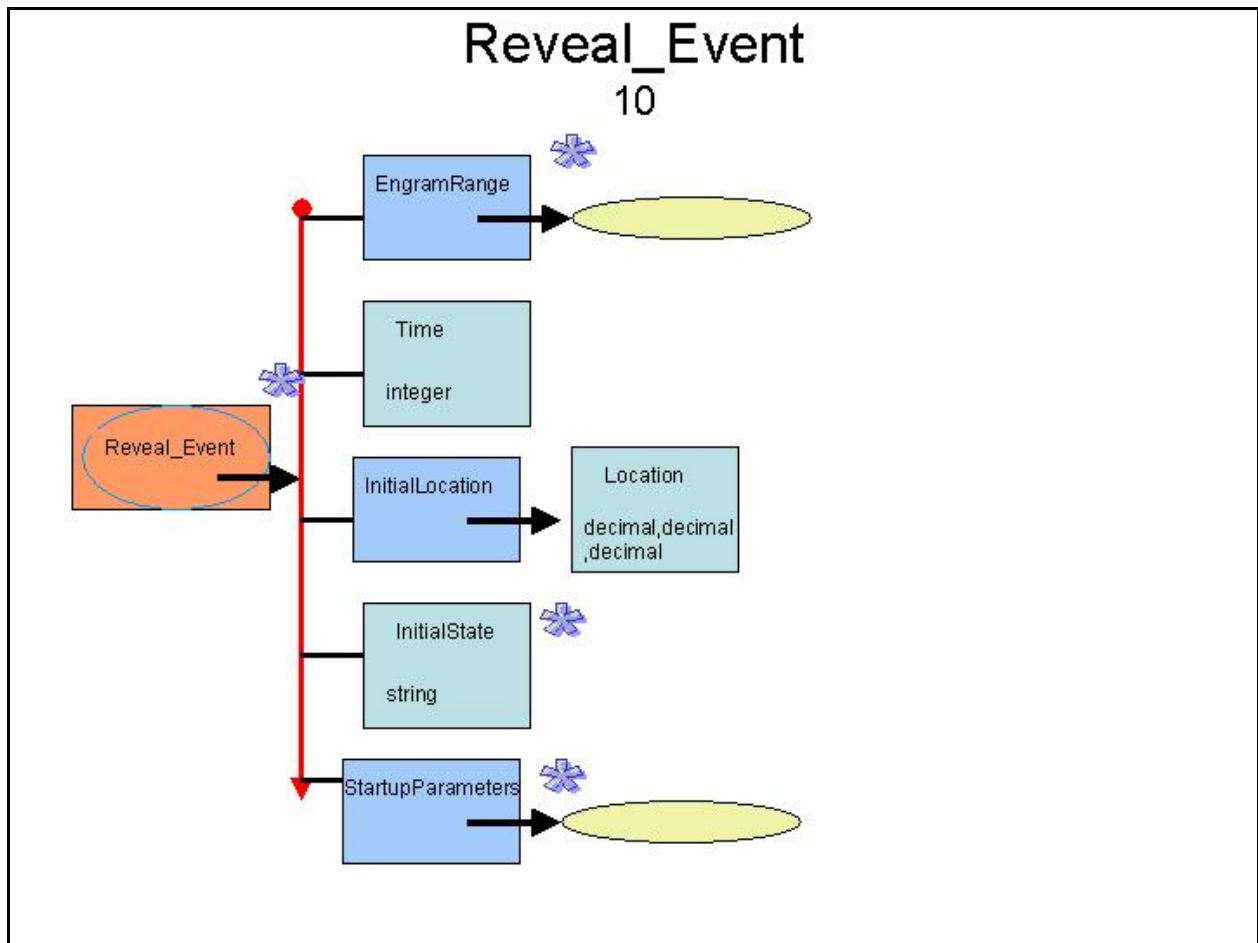 Reveal_Event
10
EngramRange
Time
integer
Reveal_Event
InitialLocation
Location
decimal,decimal
,decimal
InitialState
string
StartupParameters